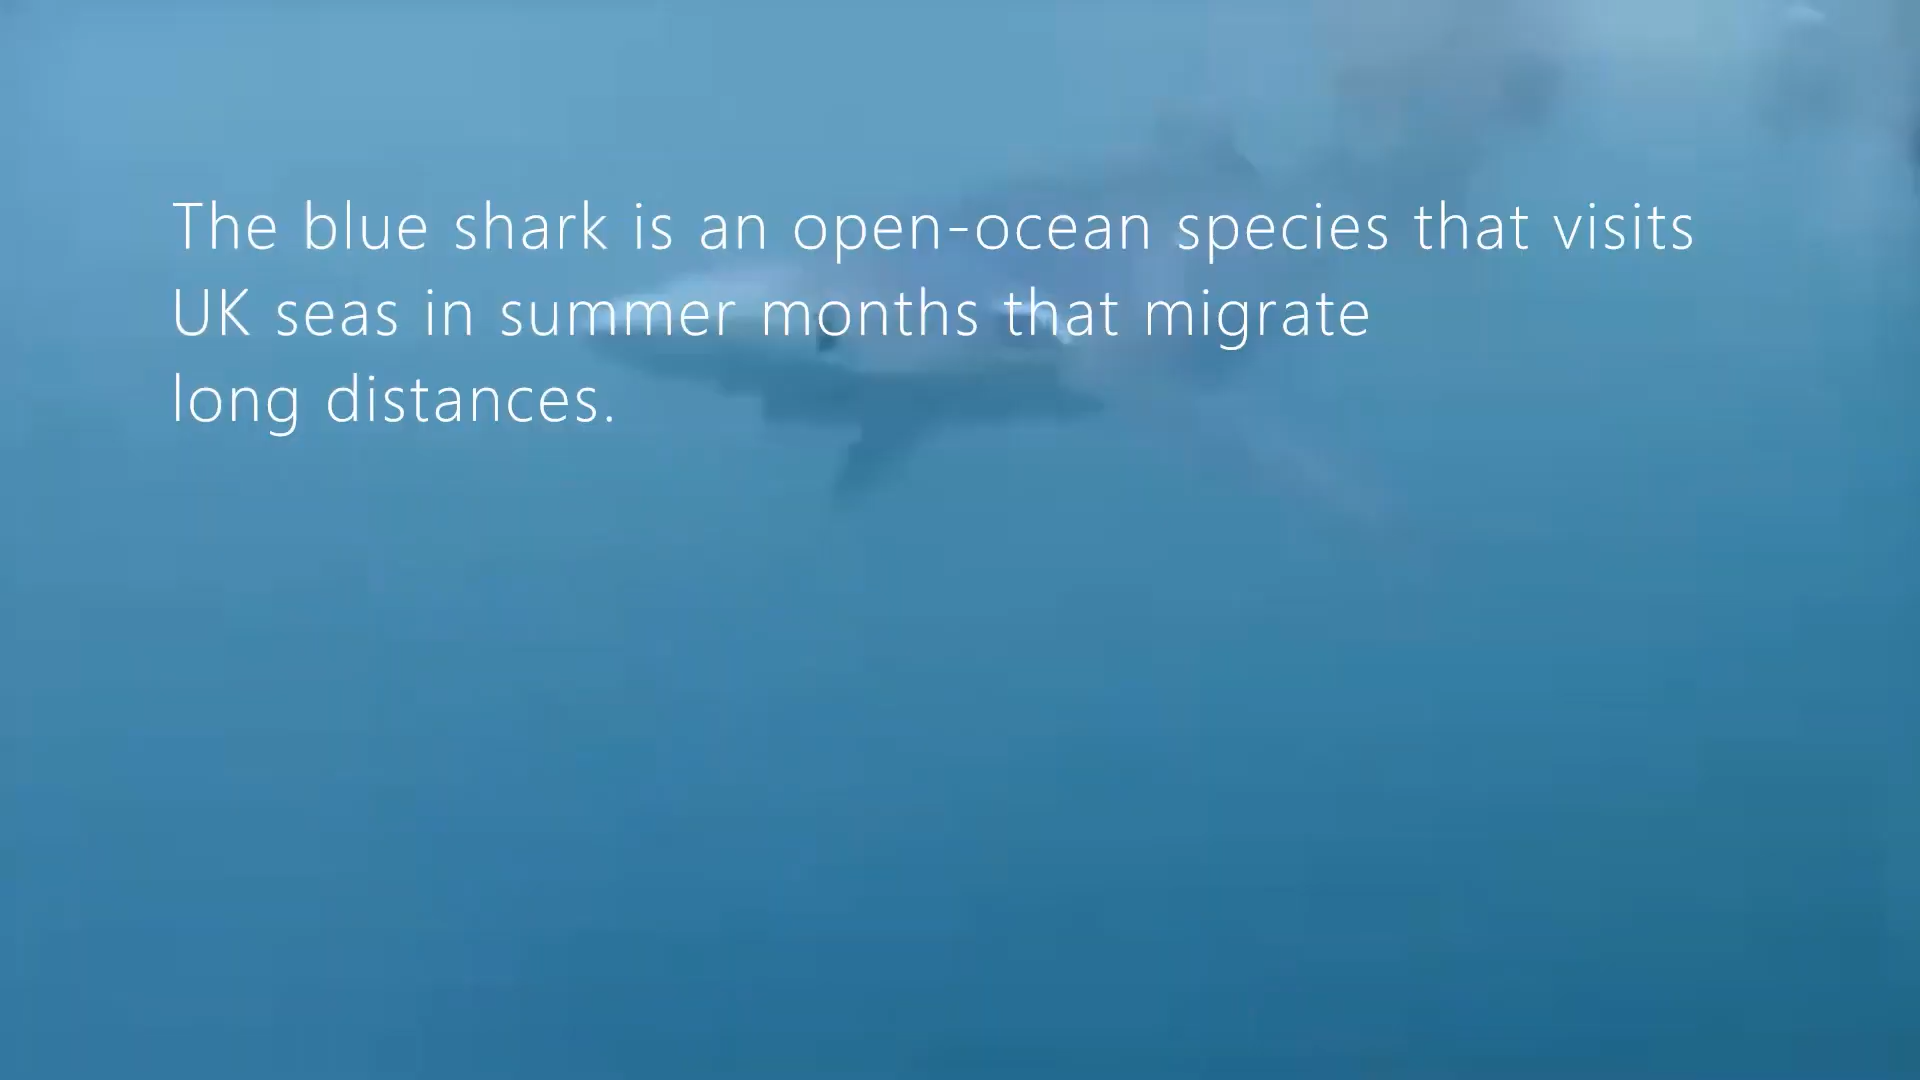 The blue shark is an open-ocean species that visits
UK seas in summer months that migrate
long distances.